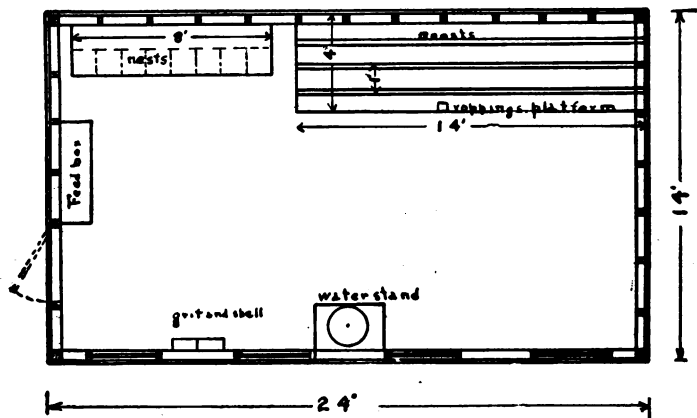 8'
nests
Roosts
4'
Droppings platform
14'
Feed box
14'
grit and shell
water stand
24'